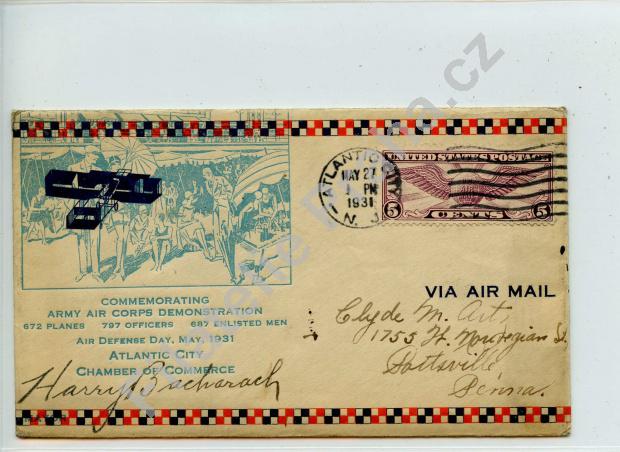 COMMEMORATING
ARMY AIR CORPS DEMONSTRATION
672 PLANES 797 OFFICERS 687 ENLISTED MEN
AIR DEFENSE DAY, MAY, 1931
ATLANTIC CITY
CHAMBER OF COMMERCE
Harry Bacharach
ATLANTIC CITY
MAY 27
1 PM
1931
N. J.
UNITED STATES POSTAGE
5 CENTS 5
VIA AIR MAIL
Clyde M. Artz
1755 W. Norwegian St.
Pottsville
Penna.